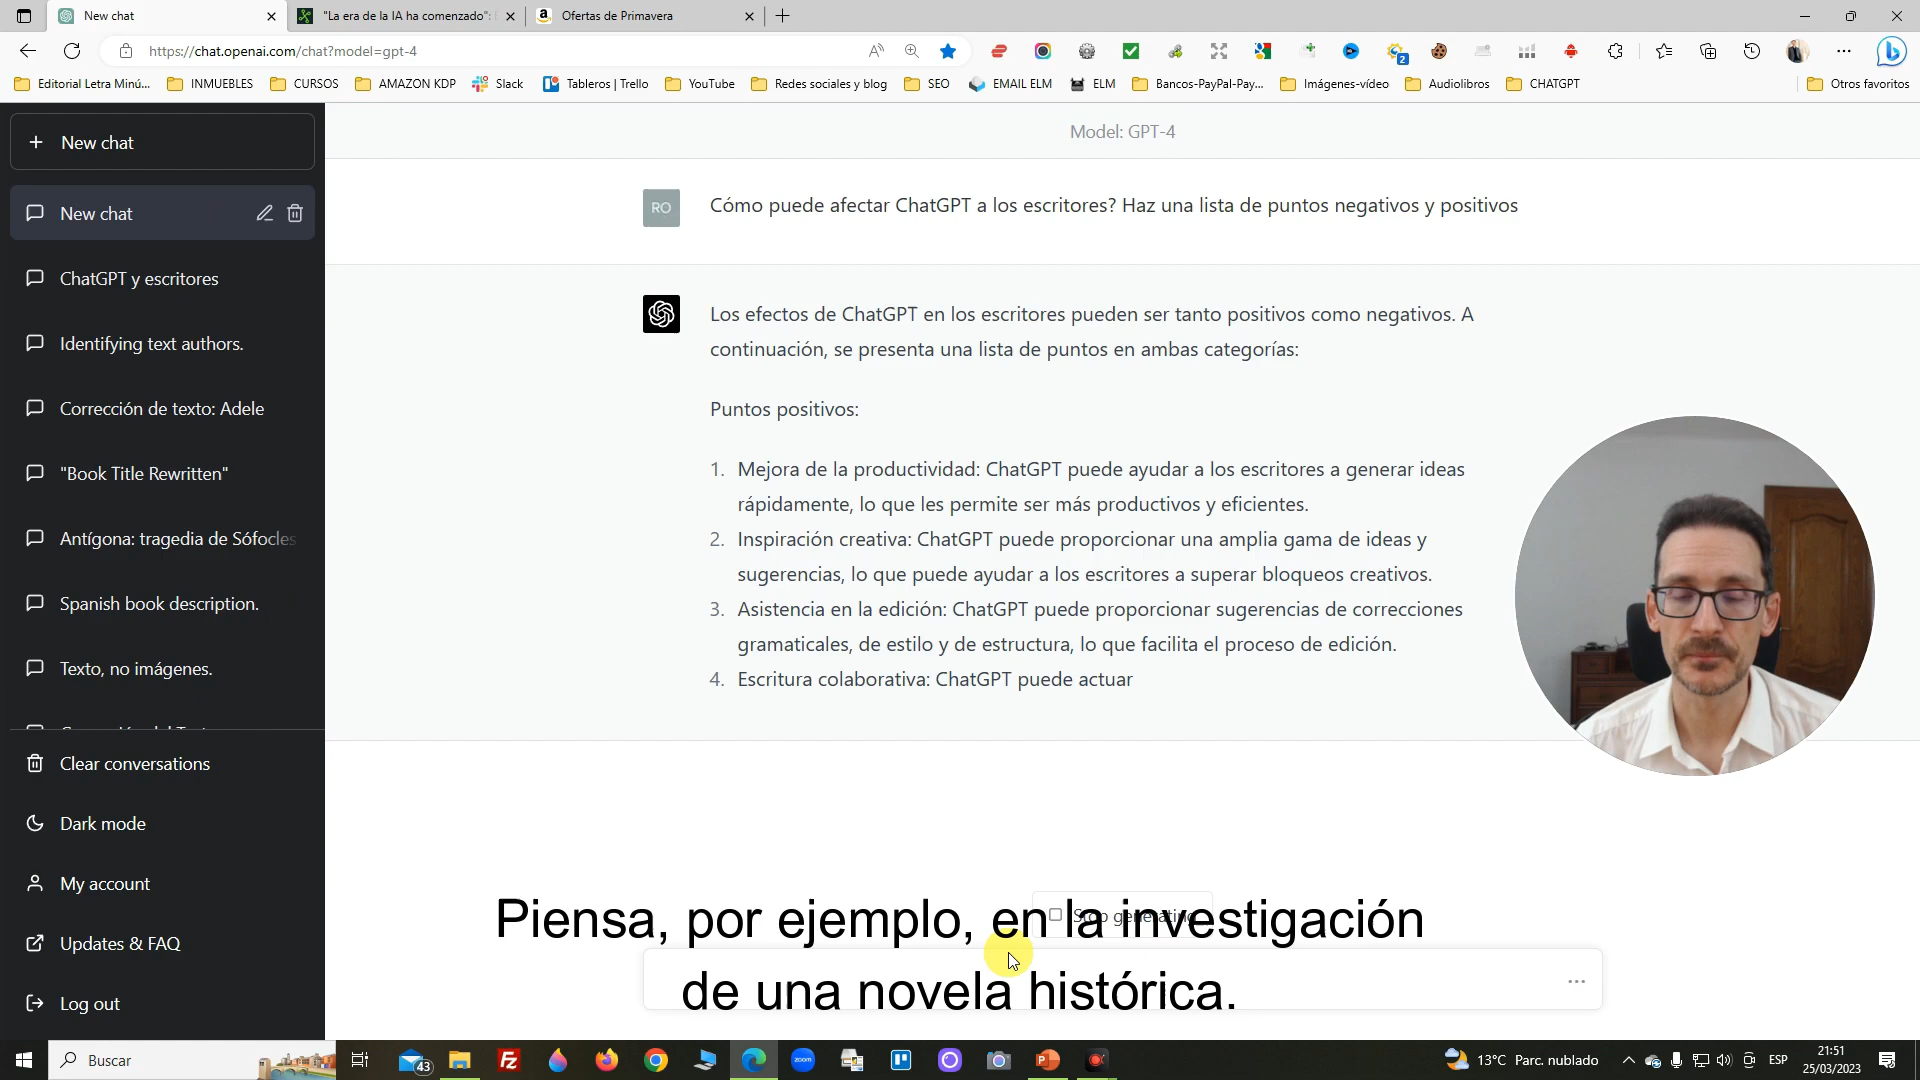 New chat
"La era de la IA ha comenzado":
Ofertas de Primavera
https://chat.openai.com/chat?model=gpt-4
Editorial Letra Minú...
INMUEBLES
CURSOS
AMAZON KDP
Slack
Tableros | Trello
YouTube
Redes sociales y blog
SEO
EMAIL ELM
ELM
Bancos-PayPal-Pay...
Imágenes-vídeo
Audiolibros
CHATGPT
Otros favoritos
New chat
New chat
ChatGPT y escritores
Identifying text authors.
Corrección de texto: Adele
"Book Title Rewritten"
Antígona: tragedia de Sófocles
Spanish book description.
Texto, no imágenes.
Clear conversations
Dark mode
My account
Updates & FAQ
Log out
Model: GPT-4
RO
Cómo puede afectar ChatGPT a los escritores? Haz una lista de puntos negativos y positivos
Los efectos de ChatGPT en los escritores pueden ser tanto positivos como negativos. A
continuación, se presenta una lista de puntos en ambas categorías:
Puntos positivos:
1. Mejora de la productividad: ChatGPT puede ayudar a los escritores a generar ideas
rápidamente, lo que les permite ser más productivos y eficientes.
2. Inspiración creativa: ChatGPT puede proporcionar una amplia gama de ideas y
sugerencias, lo que puede ayudar a los escritores a superar bloqueos creativos.
3. Asistencia en la edición: ChatGPT puede proporcionar sugerencias de correcciones
gramaticales, de estilo y de estructura, lo que facilita el proceso de edición.
4. Escritura colaborativa: ChatGPT puede actuar
Stop generating
Piensa, por ejemplo, en la investigación
de una novela histórica.
Buscar
43
zoom
13°C Parc. nublado
ESP
21:51
25/03/2023